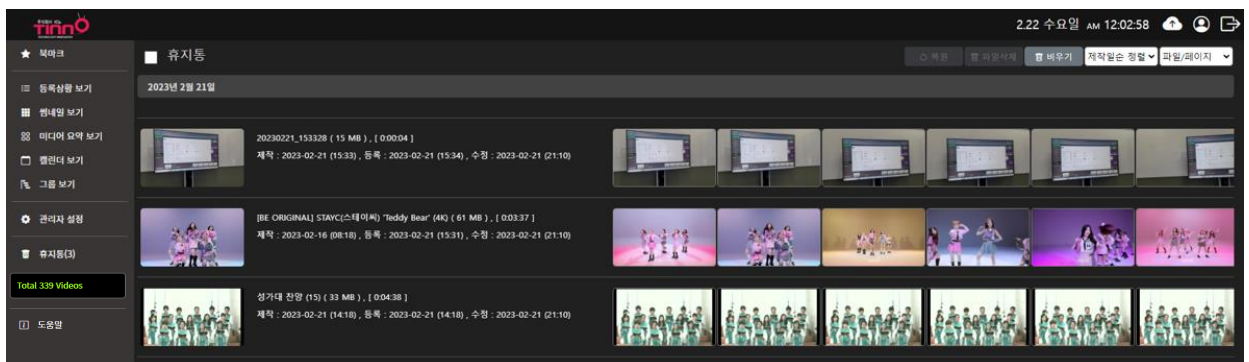 TINNO
2.22 수요일 AM 12:02:58
북마크
등록상황 보기
썸네일 보기
미디어 요약 보기
캘린더 보기
그룹 보기
관리자 설정
휴지통(3)
Total 339 Videos
도움말
휴지통
복원
파일삭제
비우기
제작일순 정렬
파일/페이지
2023년 2월 21일
20230221_153328 ( 15 MB ) , [ 0:00:04 ]
제작 : 2023-02-21 (15:33) , 등록 : 2023-02-21 (15:34) , 수정 : 2023-02-21 (21:10)
[BE ORIGINAL] STAYC(스테이씨) 'Teddy Bear' (4K) ( 61 MB ) , [ 0:03:37 ]
제작 : 2023-02-16 (08:18) , 등록 : 2023-02-21 (15:31) , 수정 : 2023-02-21 (21:10)
성가대 찬양 (15) ( 33 MB ) , [ 0:04:38 ]
제작 : 2023-02-21 (14:18) , 등록 : 2023-02-21 (14:18) , 수정 : 2023-02-21 (21:10)